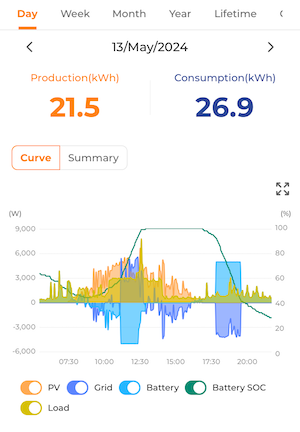 Day Week Month Year Lifetime
13/May/2024
Production(kWh) Consumption(kWh)
21.5 26.9
Curve Summary
(W) (%)
9,000 100
6,000 80
3,000 60
0 40
-3,000 20
-6,000 0
07:30 10:00 12:30 15:00 17:30 20:00
PV Grid Battery Battery SOC
Load